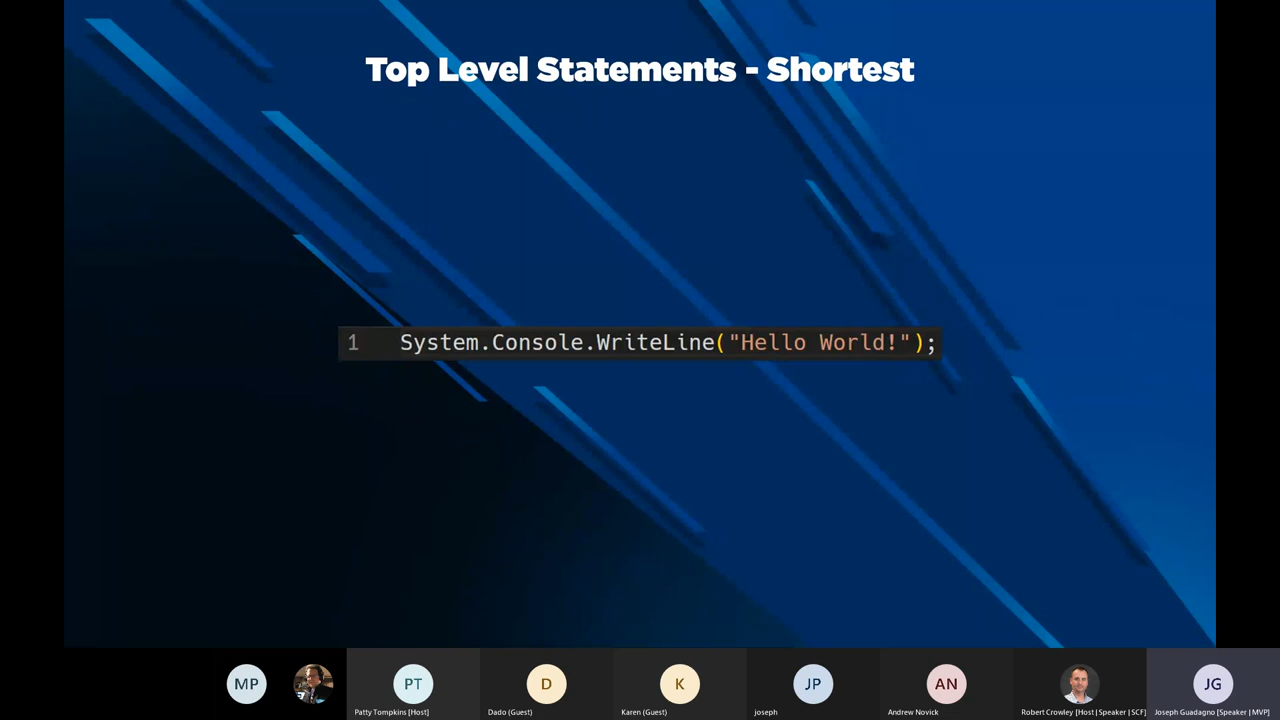 Top Level Statements - Shortest
1 System.Console.WriteLine("Hello World!");
MP
PT
D
K
JP
AN
JG
Patty Tompkins [Host]
Dado (Guest)
Karen (Guest)
joseph
Andrew Novick
Robert Crowley [Host | Speaker | SCF]
Joseph Guadagno [Speaker | MVP]